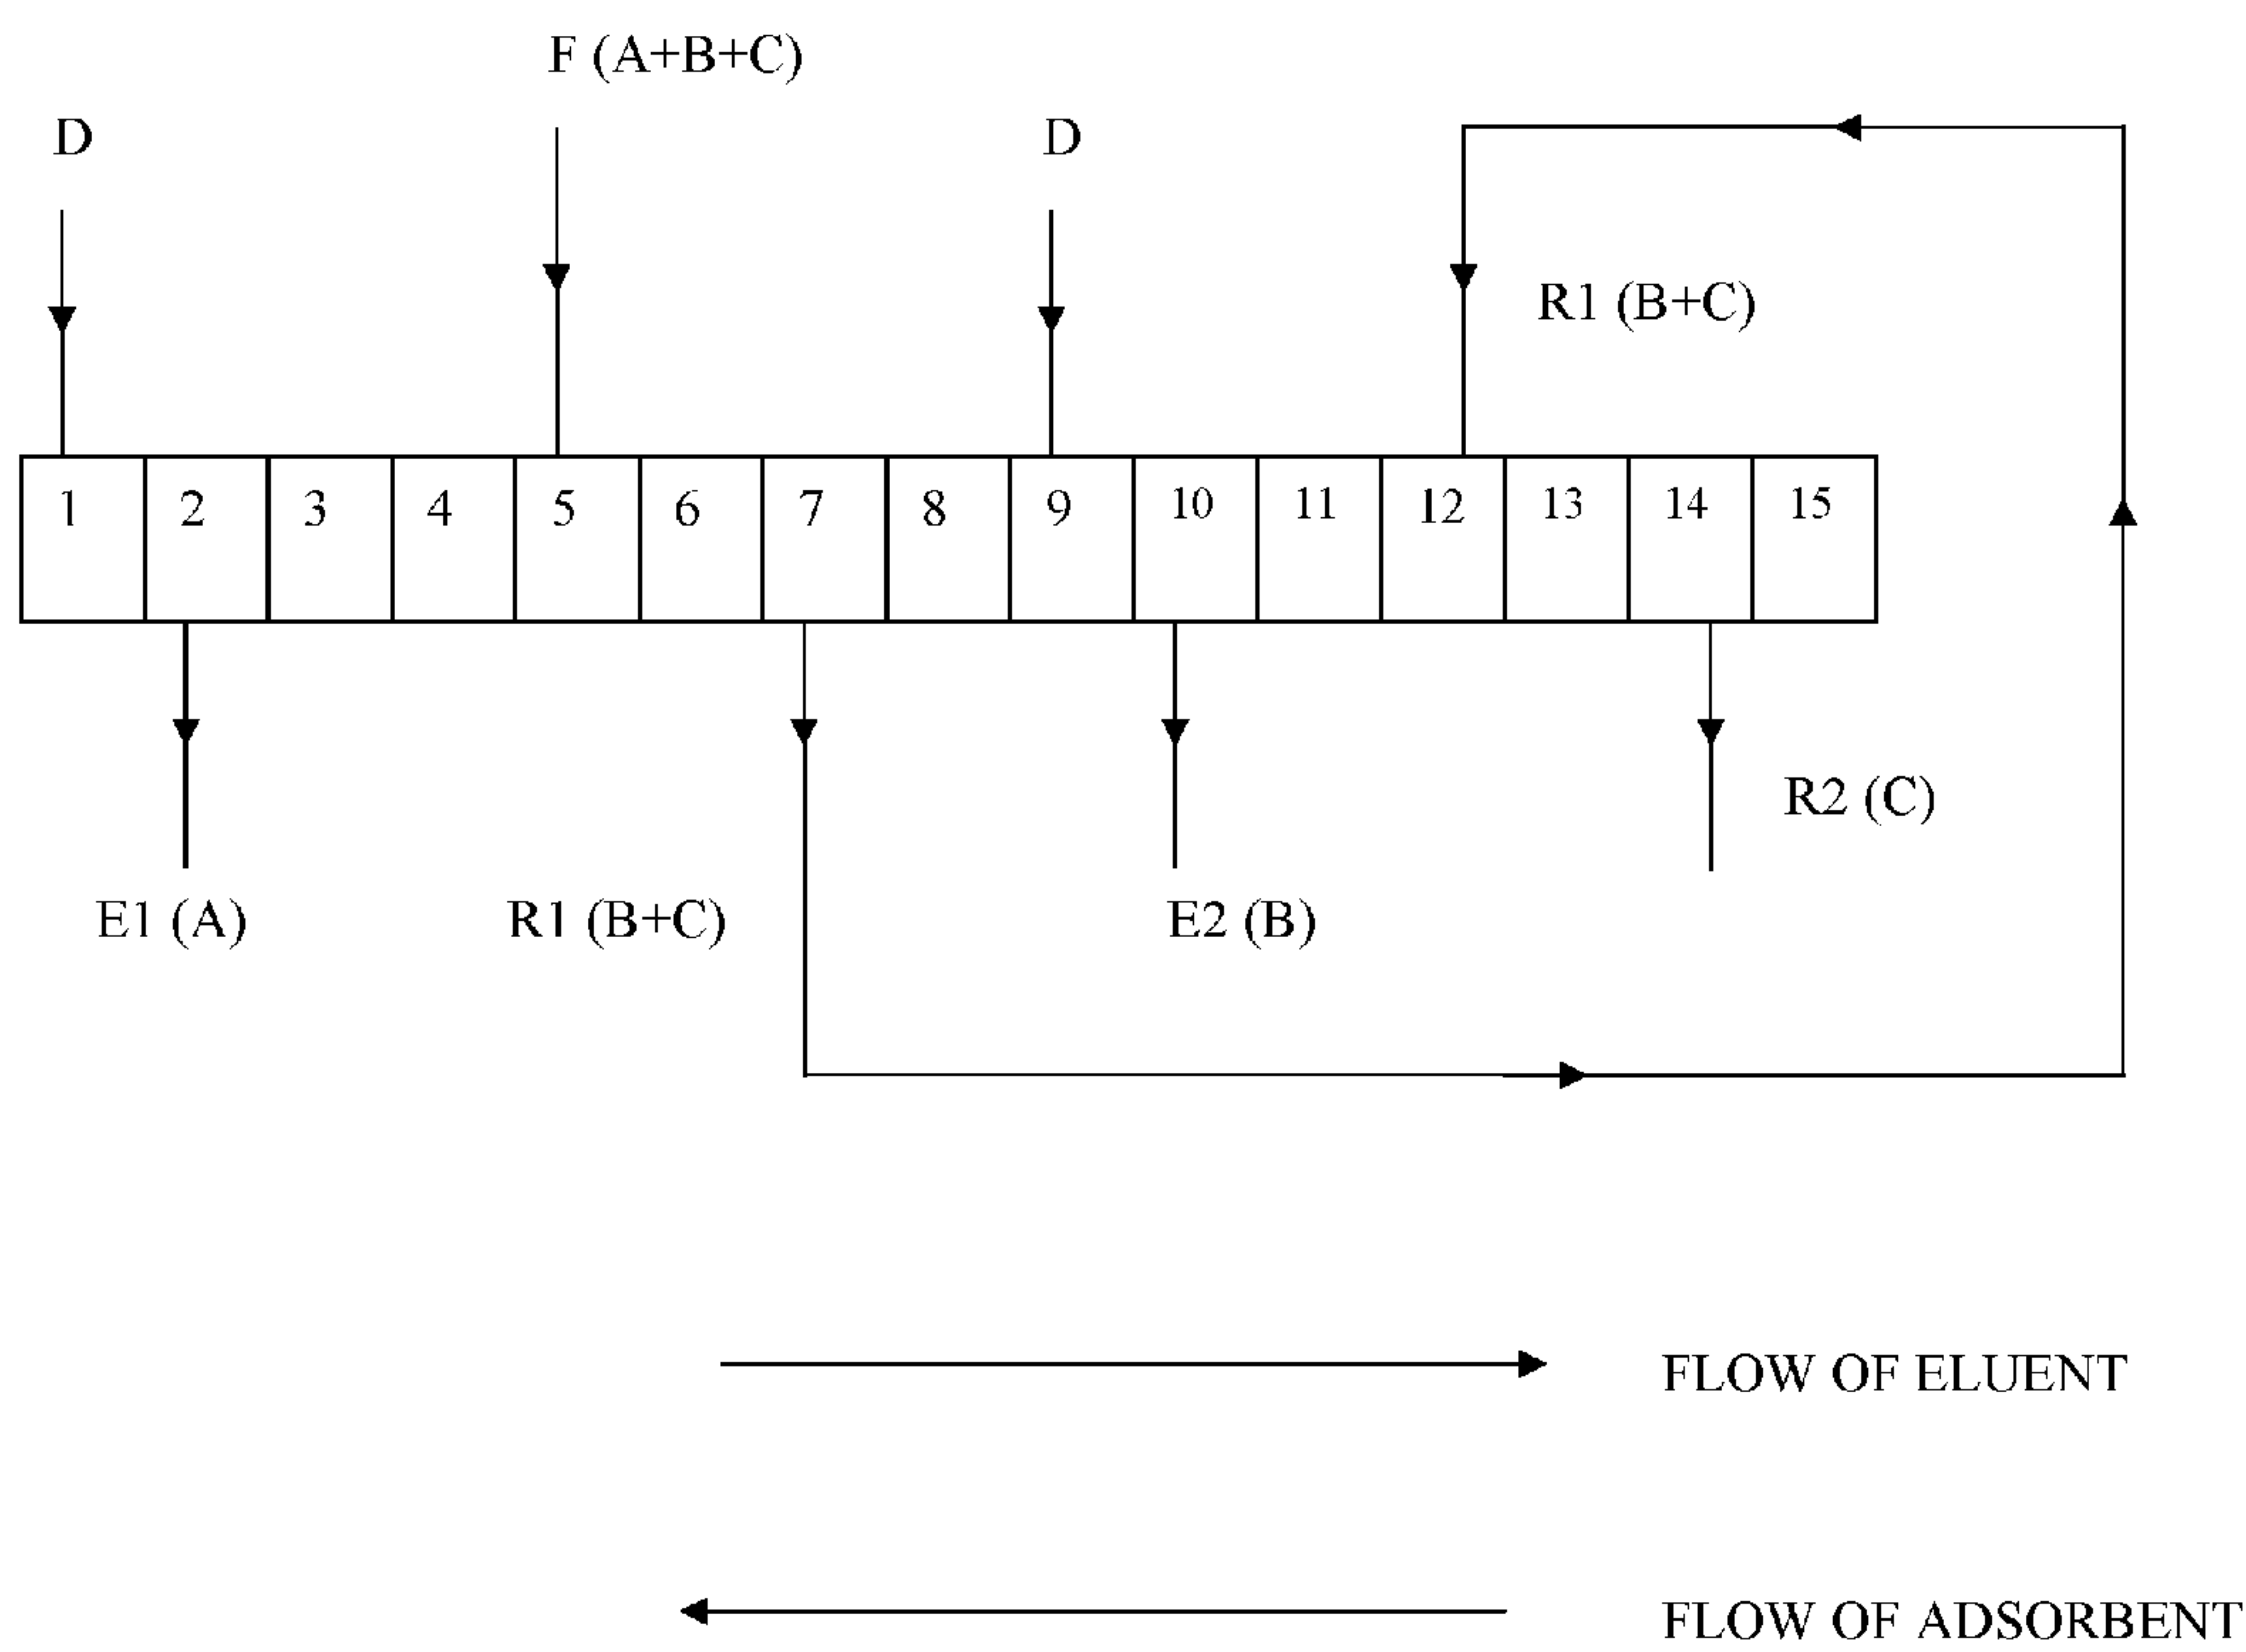 F (A+B+C)
D
D
R1 (B+C)
1 2 3 4 5 6 7 8 9 10 11 12 13 14 15
R2 (C)
E1 (A)
R1 (B+C)
E2 (B)
FLOW OF ELUENT
FLOW OF ADSORBENT